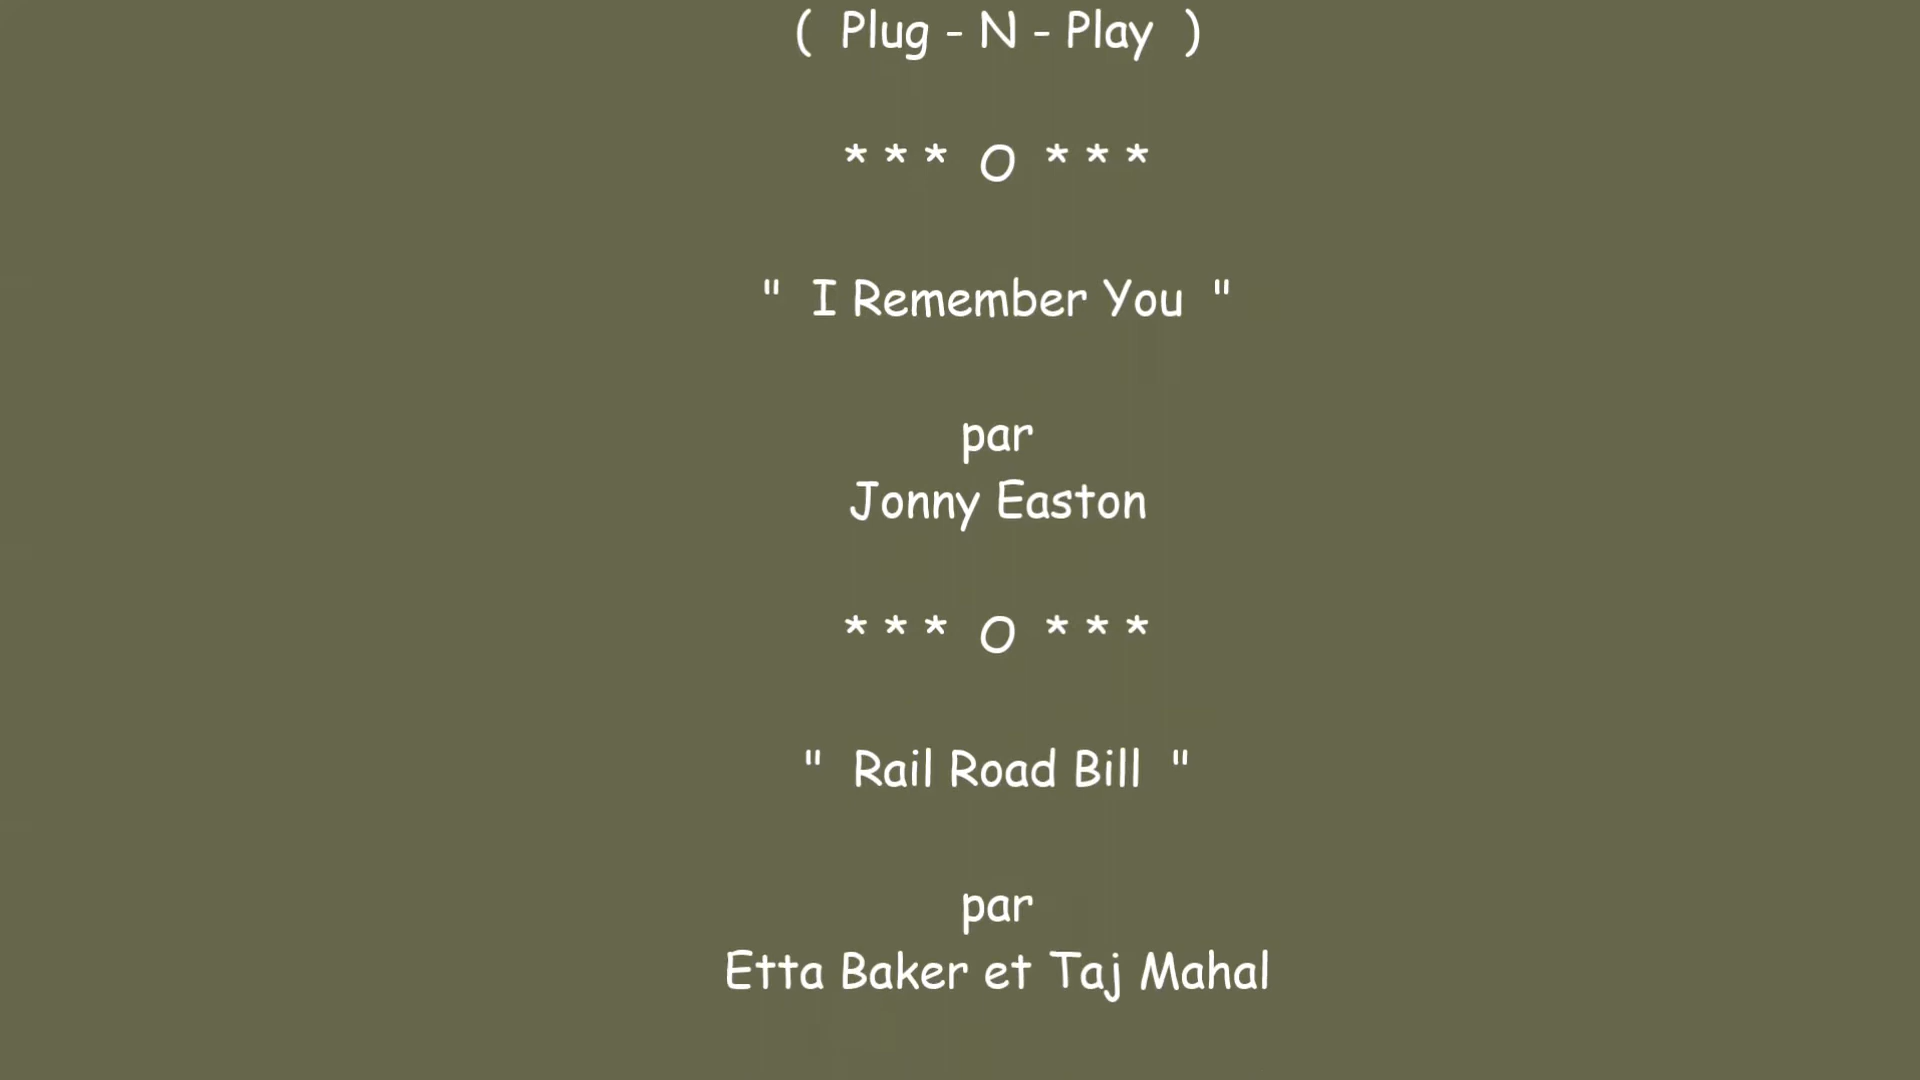 ( Plug - N - Play )
* * * O * * *
" I Remember You "
par
Jonny Easton
* * * O * * *
" Rail Road Bill "
par
Etta Baker et Taj Mahal